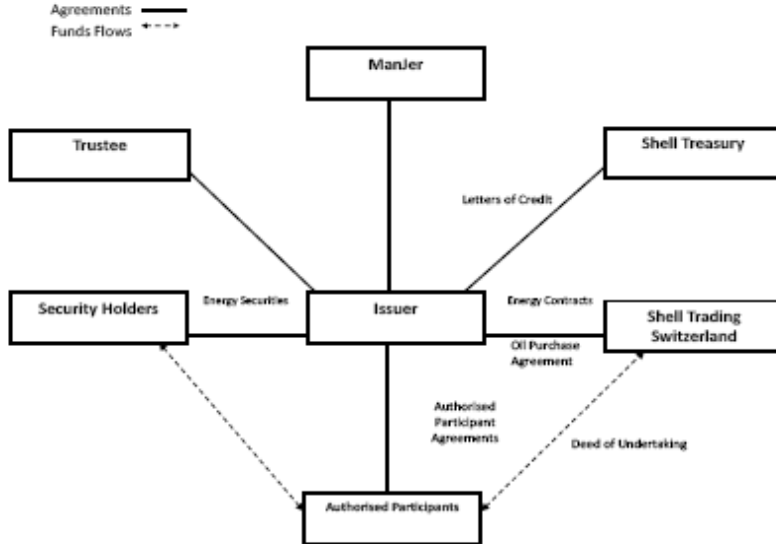 Agreements
Funds Flows
ManJer
Trustee
Shell Treasury
Letters of Credit
Security Holders
Energy Securities
Issuer
Energy Contracts
Shell Trading
Switzerland
Oil Purchase
Agreement
Authorised
Participant
Agreements
Deed of Undertaking
Authorised Participants